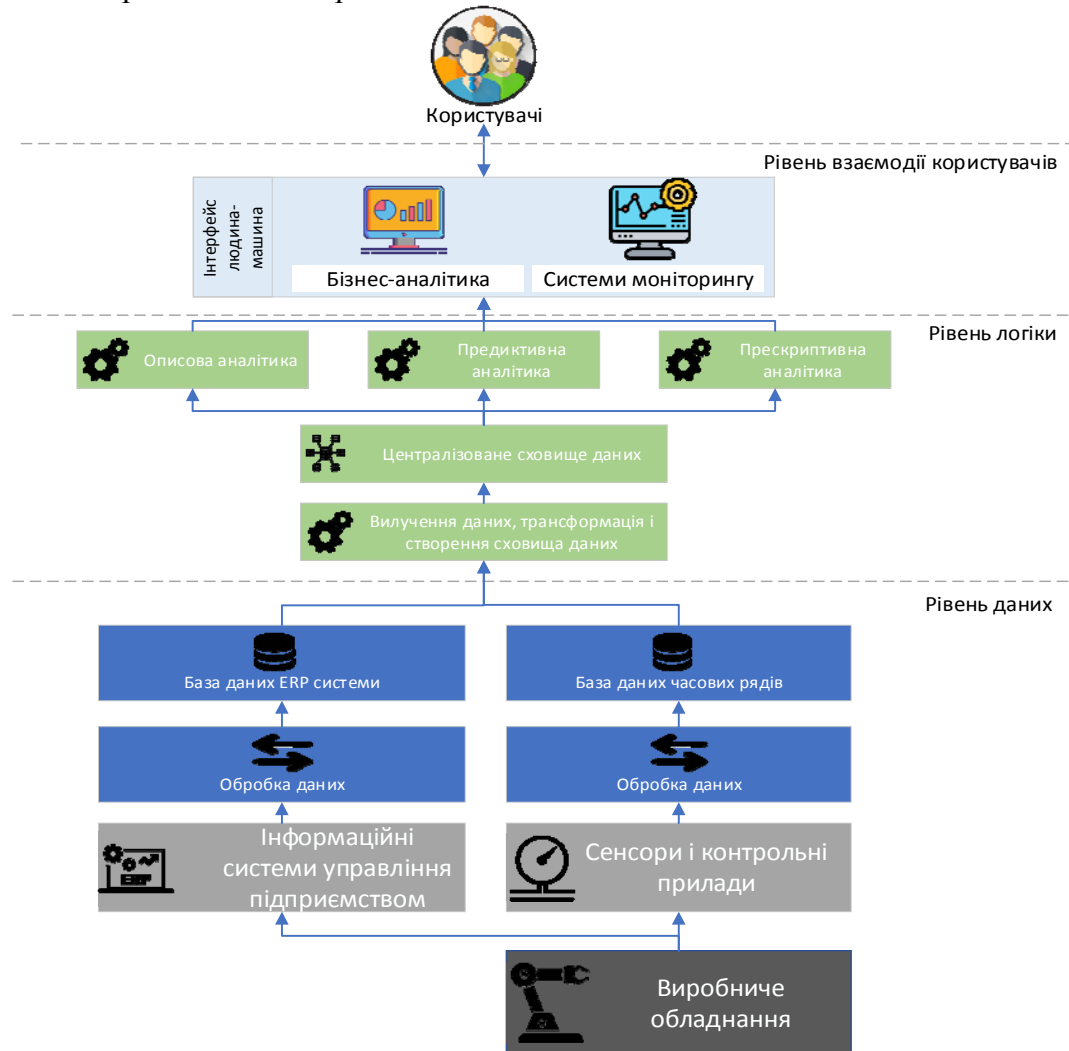 Користувачі
Рівень взаємодії користувачів
Інтерфейс
людина-
машина
Бізнес-аналітика
Системи моніторингу
Рівень логіки
Описова аналітика
Предиктивна
аналітика
Прескриптивна
аналітика
Централізоване сховище даних
Вилучення даних, трансформація і
створення сховища даних
Рівень даних
База даних ERP системи
База даних часових рядів
Обробка даних
Обробка даних
ERP
Інформаційні
системи управління
підприємством
Сенсори і контрольні
прилади
Виробниче
обладнання